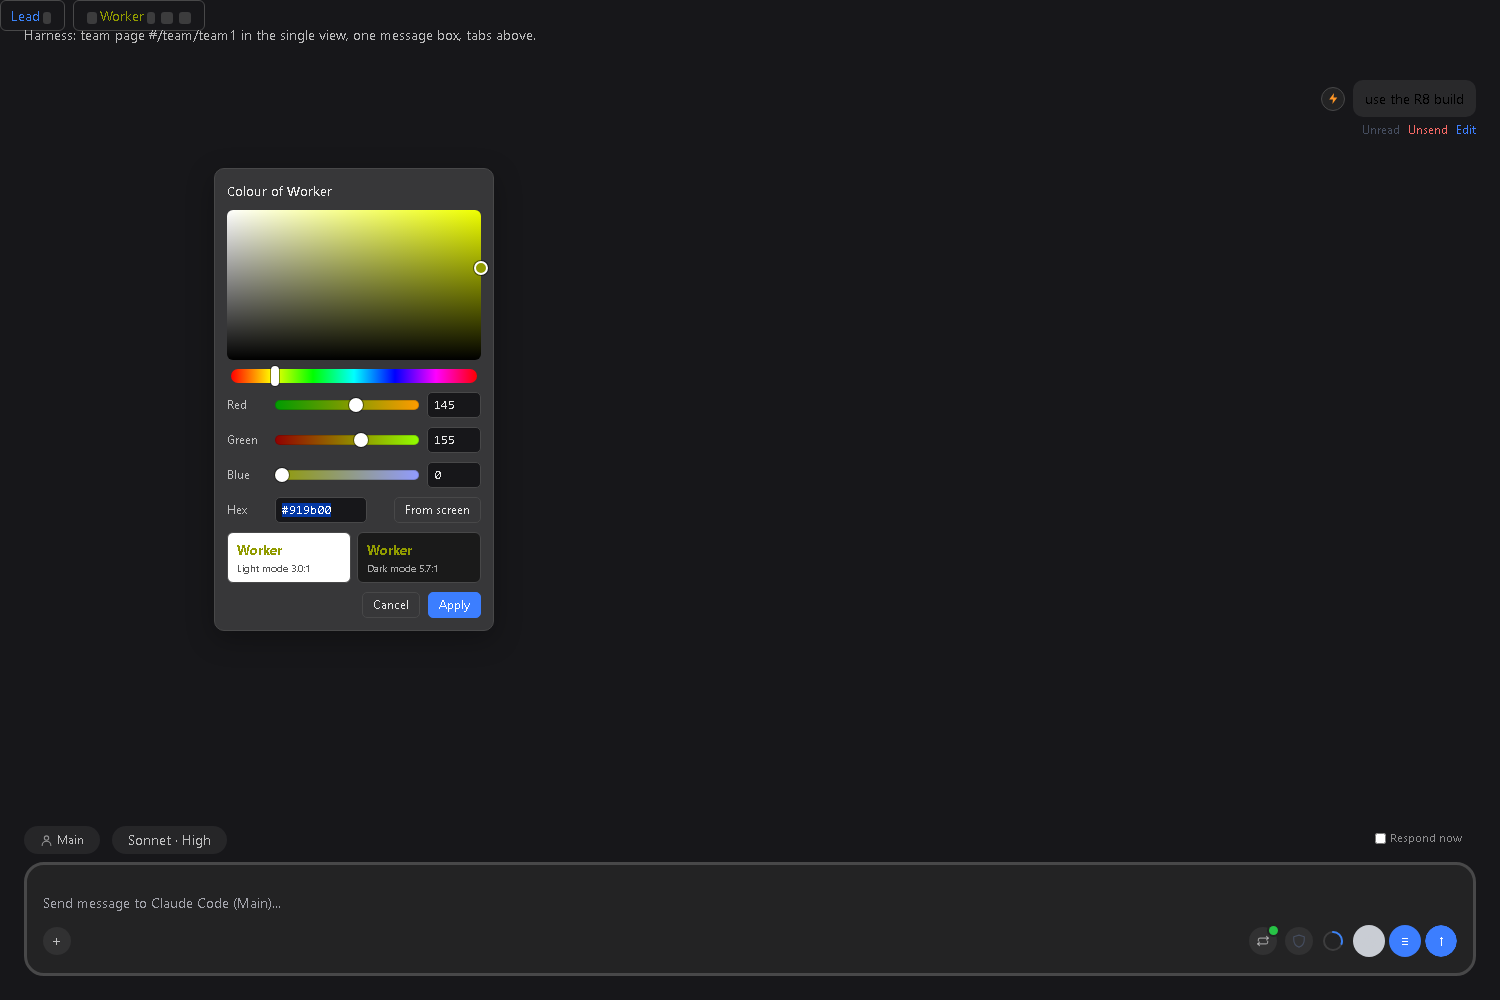 Lead
Worker
Harness: team page #/team/team1 in the single view, one message box, tabs above.
use the R8 build
Unread Unsend Edit
Colour of Worker
Red 145
Green 155
Blue 0
Hex #919b00 From screen
Worker
Light mode 3.0:1
Worker
Dark mode 5.7:1
Cancel Apply
Main
Sonnet · High
Respond now
Send message to Claude Code (Main)...